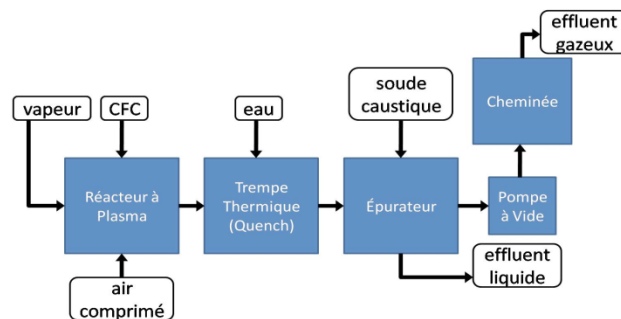 effluent
gazeux
soude
caustique
Cheminée
vapeur
CFC
eau
Réacteur à
Plasma
Trempe
Thermique
(Quench)
Épurateur
Pompe
à Vide
air
comprimé
effluent
liquide